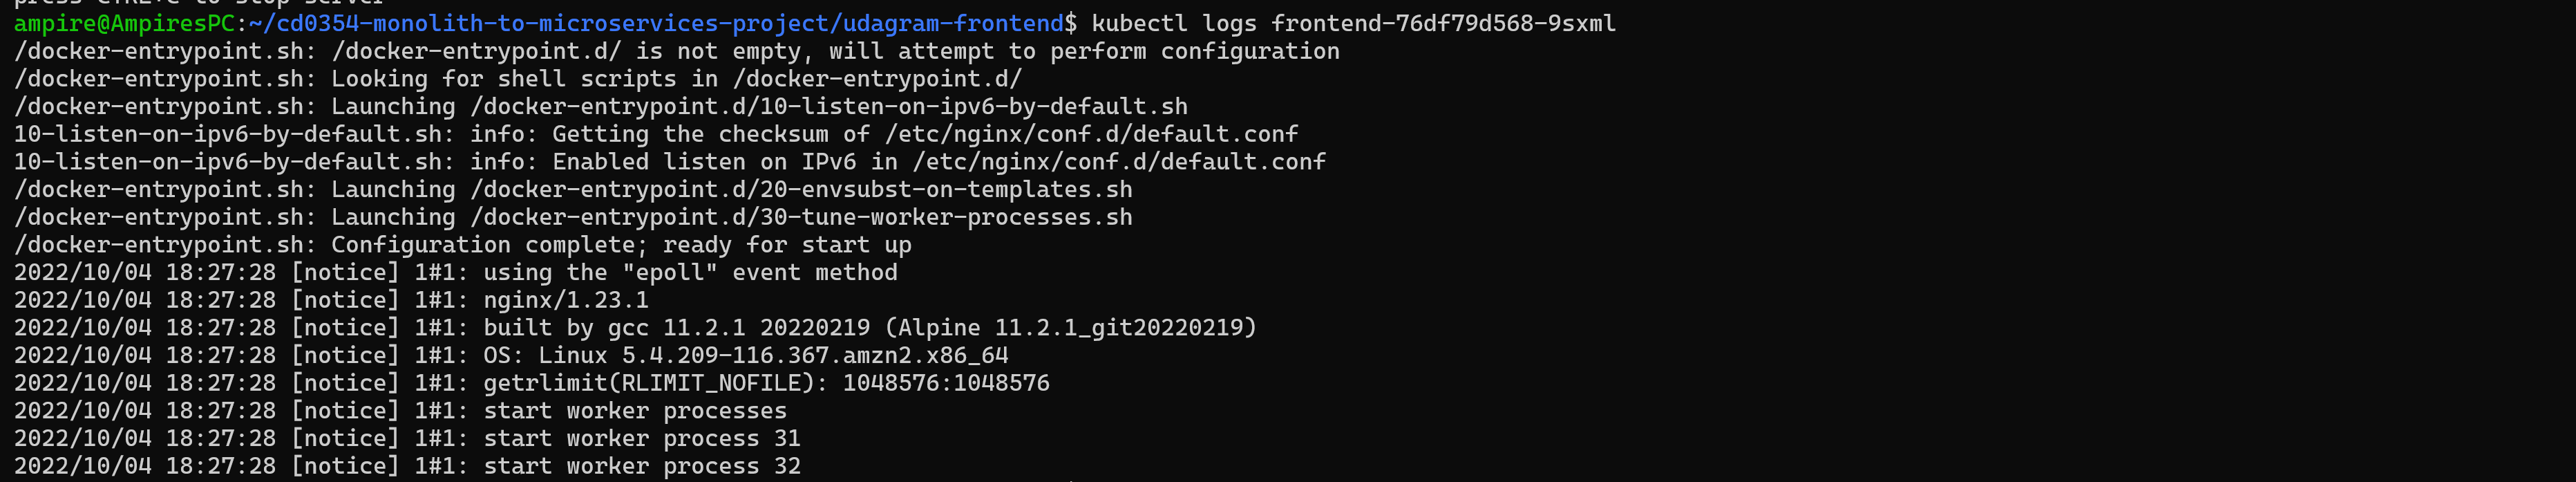 press CTRL+C to stop server
ampire@AmpiresPC:~/cd0354-monolith-to-microservices-project/udagram-frontend$ kubectl logs frontend-76df79d568-9sxml
/docker-entrypoint.sh: /docker-entrypoint.d/ is not empty, will attempt to perform configuration
/docker-entrypoint.sh: Looking for shell scripts in /docker-entrypoint.d/
/docker-entrypoint.sh: Launching /docker-entrypoint.d/10-listen-on-ipv6-by-default.sh
10-listen-on-ipv6-by-default.sh: info: Getting the checksum of /etc/nginx/conf.d/default.conf
10-listen-on-ipv6-by-default.sh: info: Enabled listen on IPv6 in /etc/nginx/conf.d/default.conf
/docker-entrypoint.sh: Launching /docker-entrypoint.d/20-envsubst-on-templates.sh
/docker-entrypoint.sh: Launching /docker-entrypoint.d/30-tune-worker-processes.sh
/docker-entrypoint.sh: Configuration complete; ready for start up
2022/10/04 18:27:28 [notice] 1#1: using the "epoll" event method
2022/10/04 18:27:28 [notice] 1#1: nginx/1.23.1
2022/10/04 18:27:28 [notice] 1#1: built by gcc 11.2.1 20220219 (Alpine 11.2.1_git20220219)
2022/10/04 18:27:28 [notice] 1#1: OS: Linux 5.4.209-116.367.amzn2.x86_64
2022/10/04 18:27:28 [notice] 1#1: getrlimit(RLIMIT_NOFILE): 1048576:1048576
2022/10/04 18:27:28 [notice] 1#1: start worker processes
2022/10/04 18:27:28 [notice] 1#1: start worker process 31
2022/10/04 18:27:28 [notice] 1#1: start worker process 32